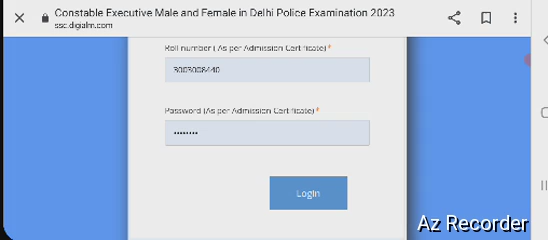 Constable Executive Male and Female in Delhi Police Examination 2023
ssc.digialm.com
Roll number ( As per Admission Certificate)*
3003008440
Password (As per Admission Certificate)*
••••••••
Login
Az Recorder